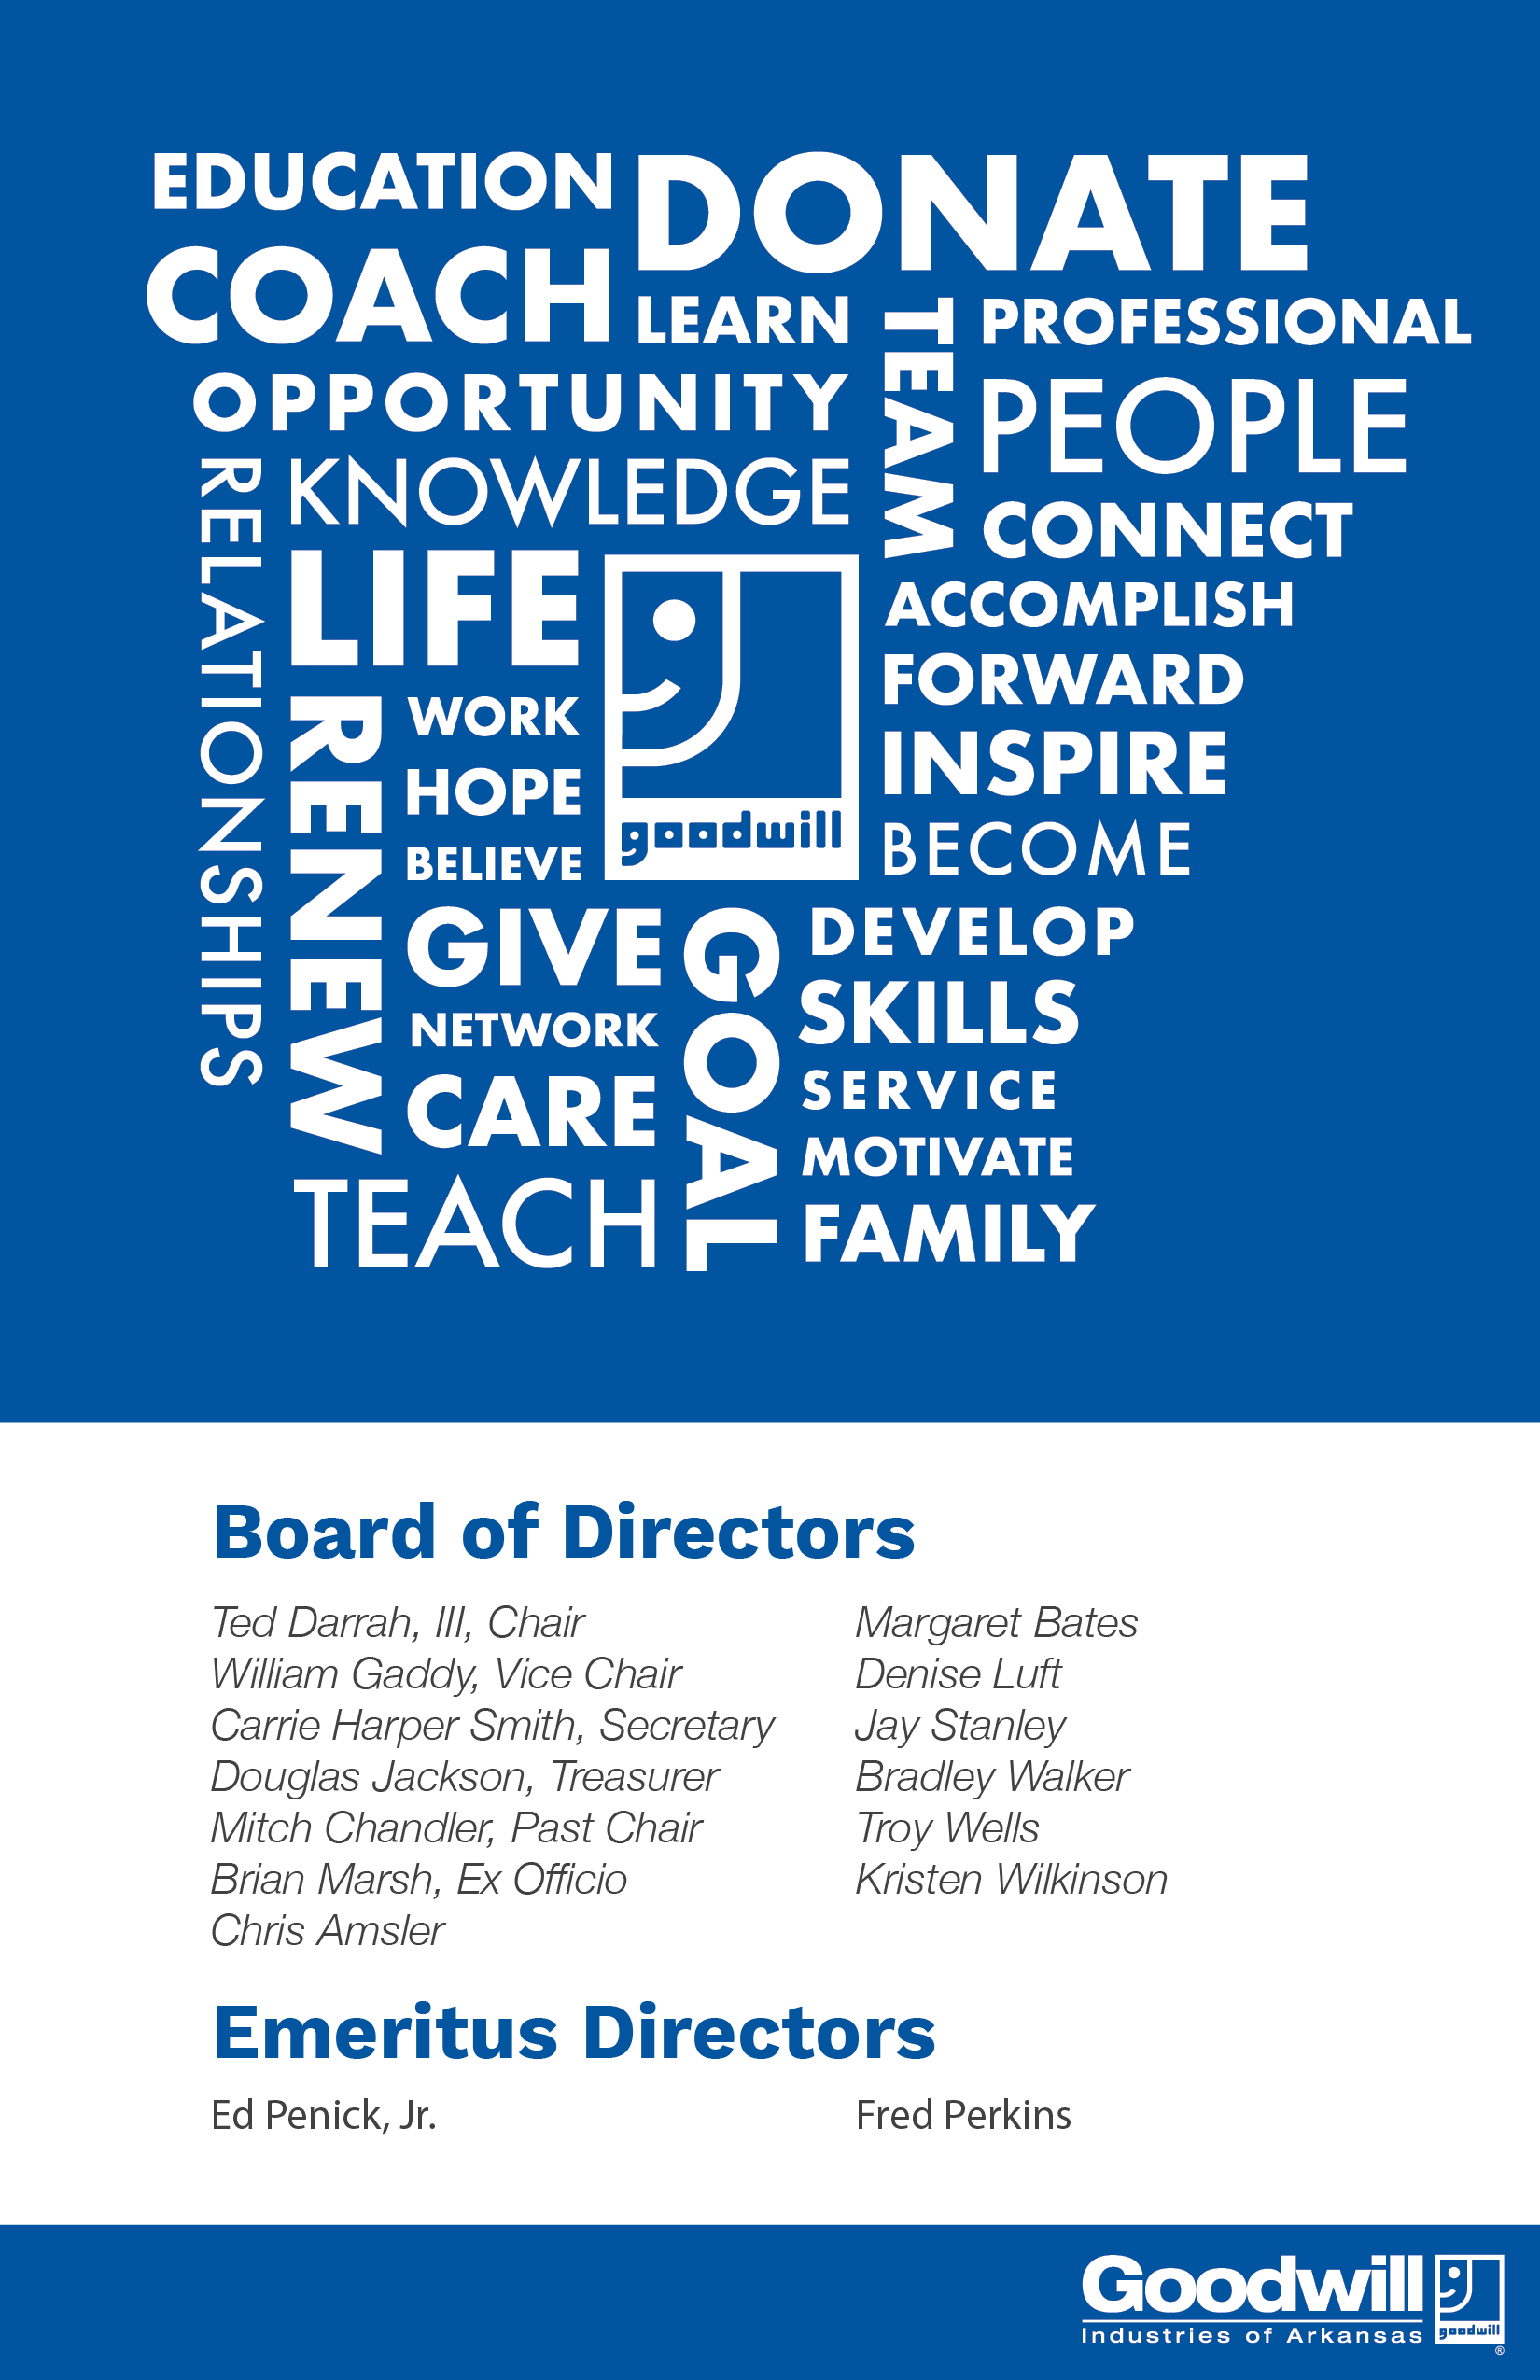 EDUCATION
DONATE
COACH
LEARN
TEAM
PROFESSIONAL
OPPORTUNITY
PEOPLE
RELATIONSHIPS
KNOWLEDGE
CONNECT
LIFE
ACCOMPLISH
FORWARD
RENEW
WORK
INSPIRE
HOPE
goodwill
BECOME
BELIEVE
GIVE
GOAL
DEVELOP
SKILLS
NETWORK
SERVICE
CARE
MOTIVATE
TEACH
FAMILY
Board of Directors
Ted Darrah, III, Chair
William Gaddy, Vice Chair
Carrie Harper Smith, Secretary
Douglas Jackson, Treasurer
Mitch Chandler, Past Chair
Brian Marsh, Ex Officio
Chris Amsler
Margaret Bates
Denise Luft
Jay Stanley
Bradley Walker
Troy Wells
Kristen Wilkinson
Emeritus Directors
Ed Penick, Jr.
Fred Perkins
Goodwill
Industries of Arkansas
goodwill
®